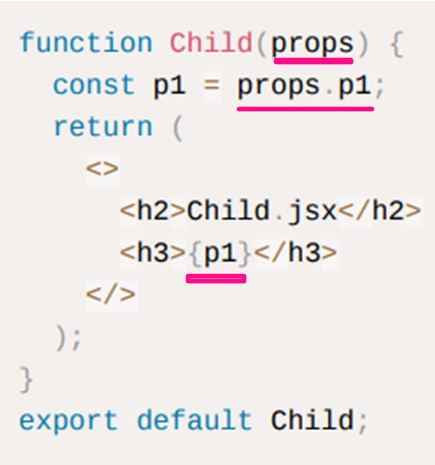 function Child(props) {
const p1 = props.p1;
return (
<>
<h2>Child.jsx</h2>
<h3>{p1}</h3>
</>
);
}
export default Child;